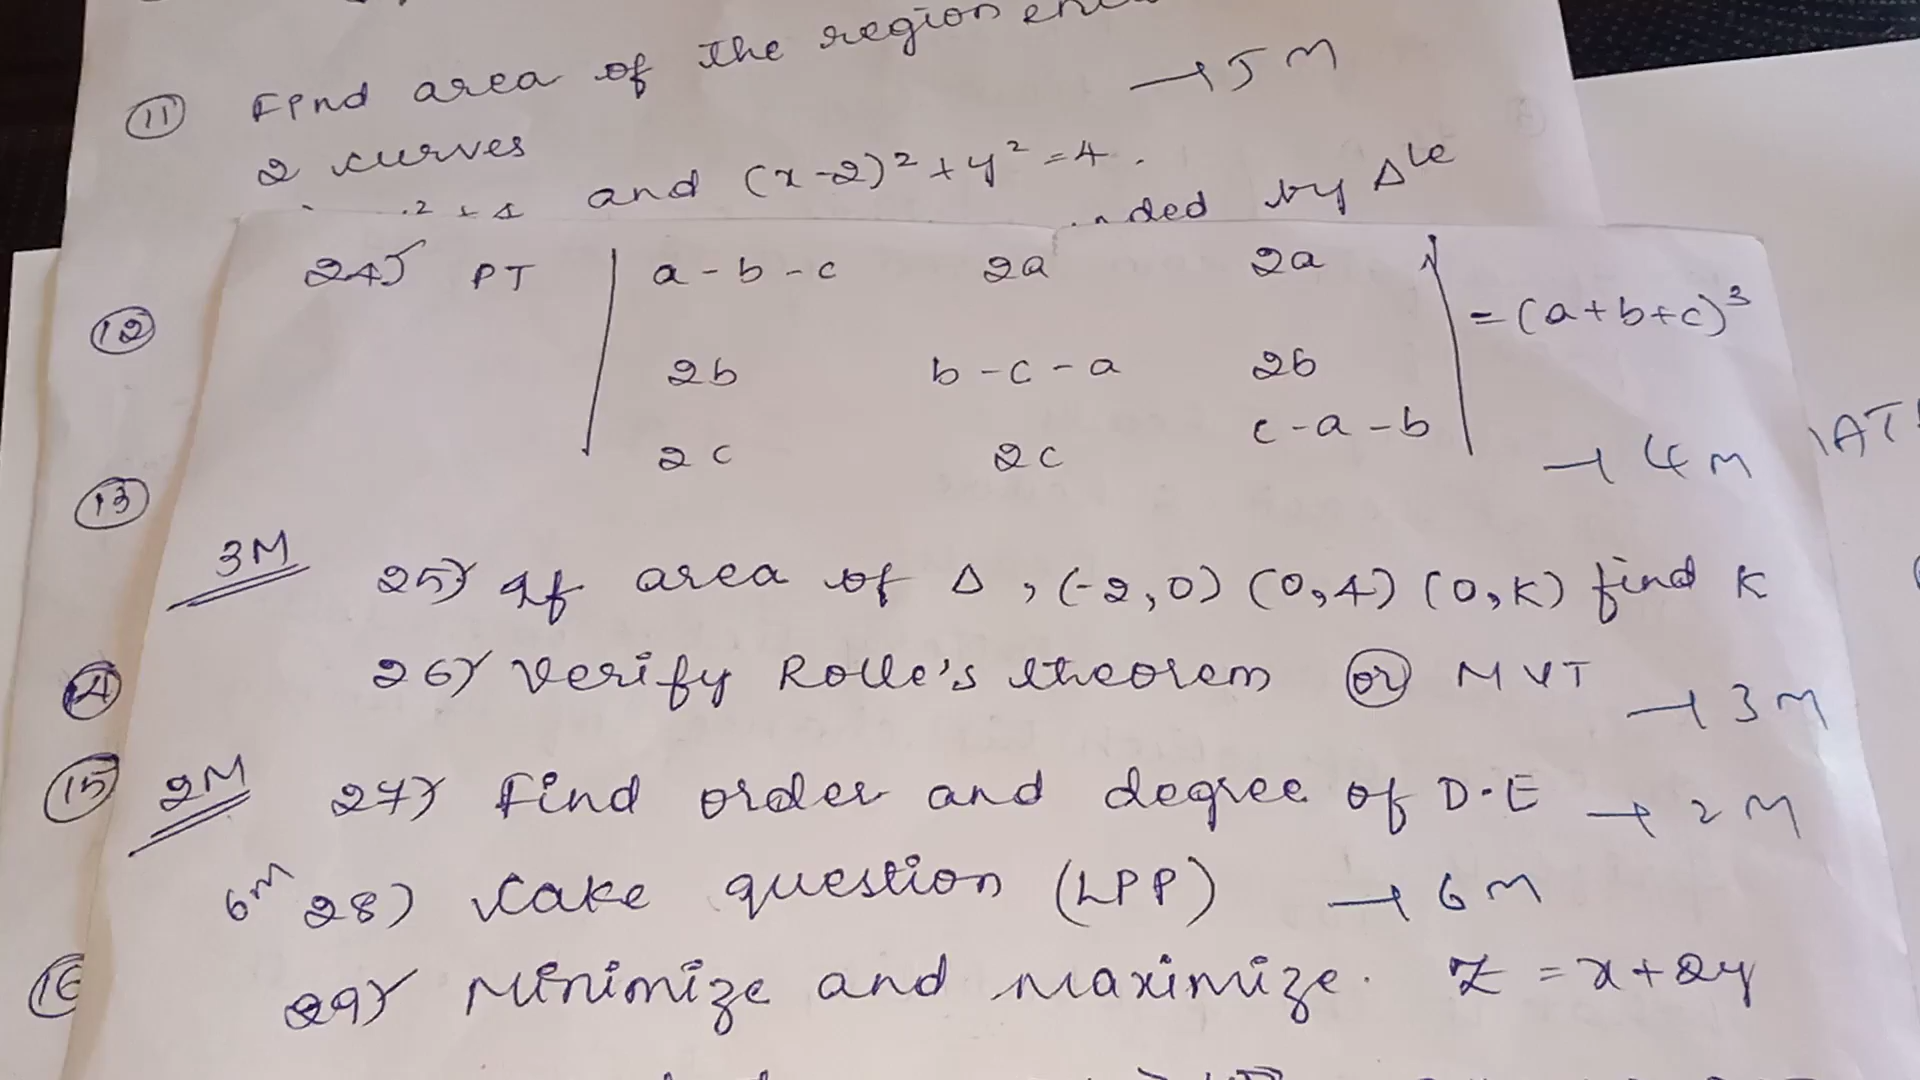 ⑪ Find area of the region
→ 5M
2 curves
and (x-2)² + y² = 4.
by Δle
24) PT | a-b-c 2a 2a |
= (a+b+c)³
⑫
2b b-c-a 2b
2c 2c c-a-b
→ 4M
⑬
3M
25) If area of Δ, (-2,0) (0,4) (0,K) find K
26) Verify Rolle's theorem or MVT
→ 3M
14
⑮ 2M 27) Find order and degree of D.E → 2M
6M 28) Cake question (LPP) → 6M
16 29) Minimize and maximize. Z = x+2y